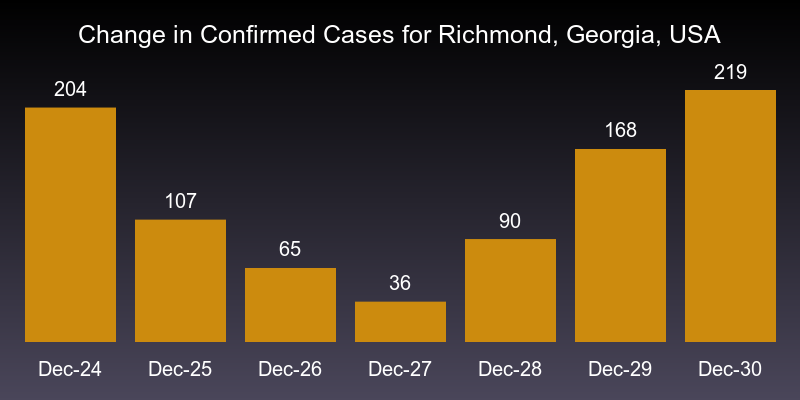 Change in Confirmed Cases for Richmond, Georgia, USA
204
107
65
36
90
168
219
Dec-24
Dec-25
Dec-26
Dec-27
Dec-28
Dec-29
Dec-30